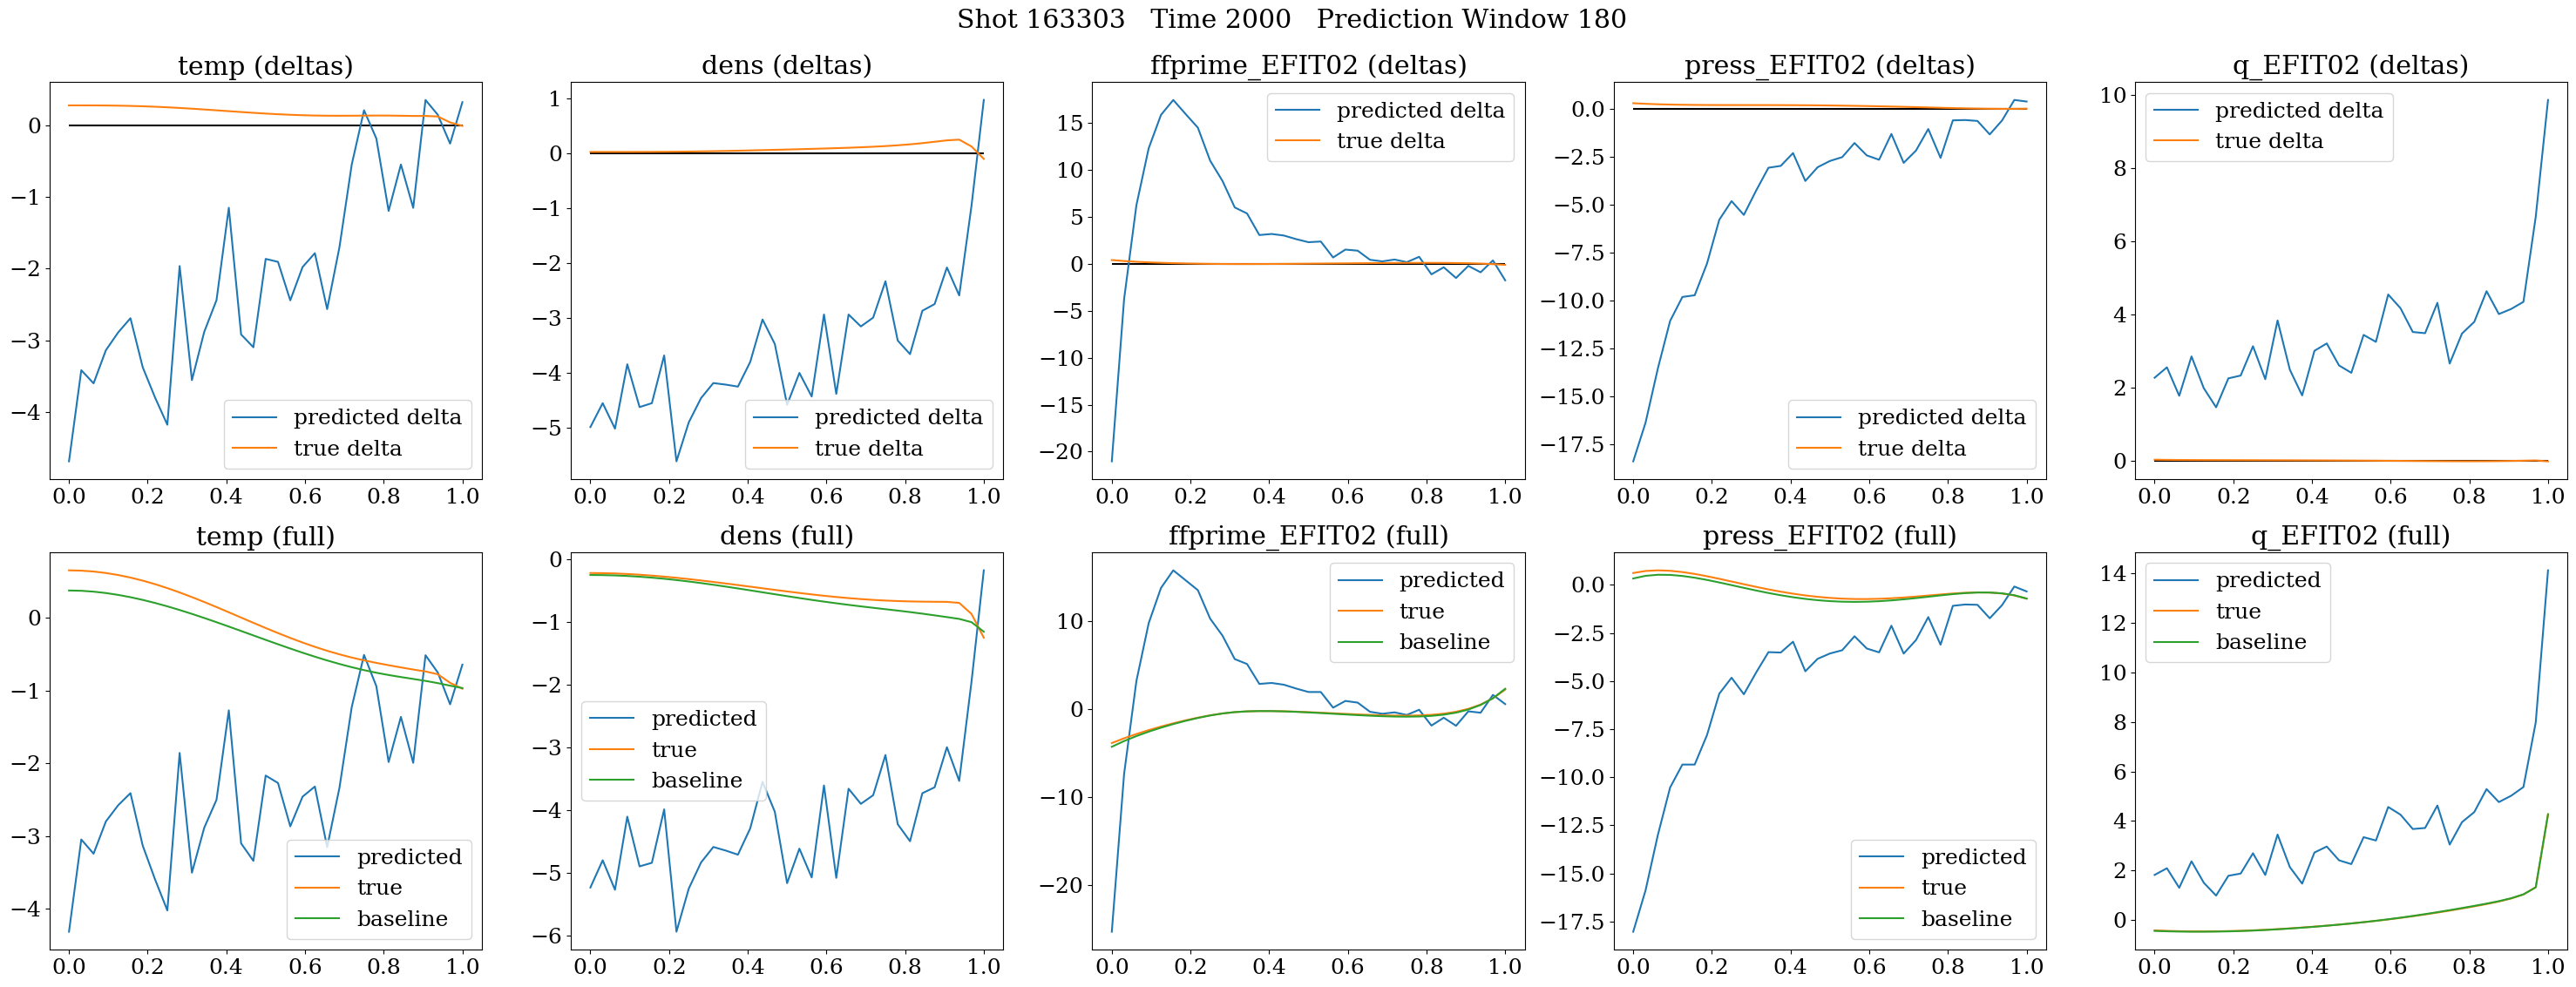 Shot 163303   Time 2000   Prediction Window 180
temp (deltas)
0
−1
−2
−3
−4
0.0 0.2 0.4 0.6 0.8 1.0
predicted delta
true delta
dens (deltas)
1
0
−1
−2
−3
−4
−5
0.0 0.2 0.4 0.6 0.8 1.0
predicted delta
true delta
ffprime_EFIT02 (deltas)
15
10
5
0
−5
−10
−15
−20
0.0 0.2 0.4 0.6 0.8 1.0
predicted delta
true delta
press_EFIT02 (deltas)
0.0
−2.5
−5.0
−7.5
−10.0
−12.5
−15.0
−17.5
0.0 0.2 0.4 0.6 0.8 1.0
predicted delta
true delta
q_EFIT02 (deltas)
10
8
6
4
2
0
0.0 0.2 0.4 0.6 0.8 1.0
predicted delta
true delta
temp (full)
0
−1
−2
−3
−4
0.0 0.2 0.4 0.6 0.8 1.0
predicted
true
baseline
dens (full)
0
−1
−2
−3
−4
−5
−6
0.0 0.2 0.4 0.6 0.8 1.0
predicted
true
baseline
ffprime_EFIT02 (full)
10
0
−10
−20
0.0 0.2 0.4 0.6 0.8 1.0
predicted
true
baseline
press_EFIT02 (full)
0.0
−2.5
−5.0
−7.5
−10.0
−12.5
−15.0
−17.5
0.0 0.2 0.4 0.6 0.8 1.0
predicted
true
baseline
q_EFIT02 (full)
14
12
10
8
6
4
2
0
0.0 0.2 0.4 0.6 0.8 1.0
predicted
true
baseline